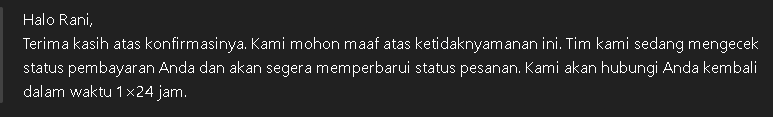 Halo Rani,
Terima kasih atas konfirmasinya. Kami mohon maaf atas ketidaknyamanan ini. Tim kami sedang mengecek
status pembayaran Anda dan akan segera memperbarui status pesanan. Kami akan hubungi Anda kembali
dalam waktu 1×24 jam.